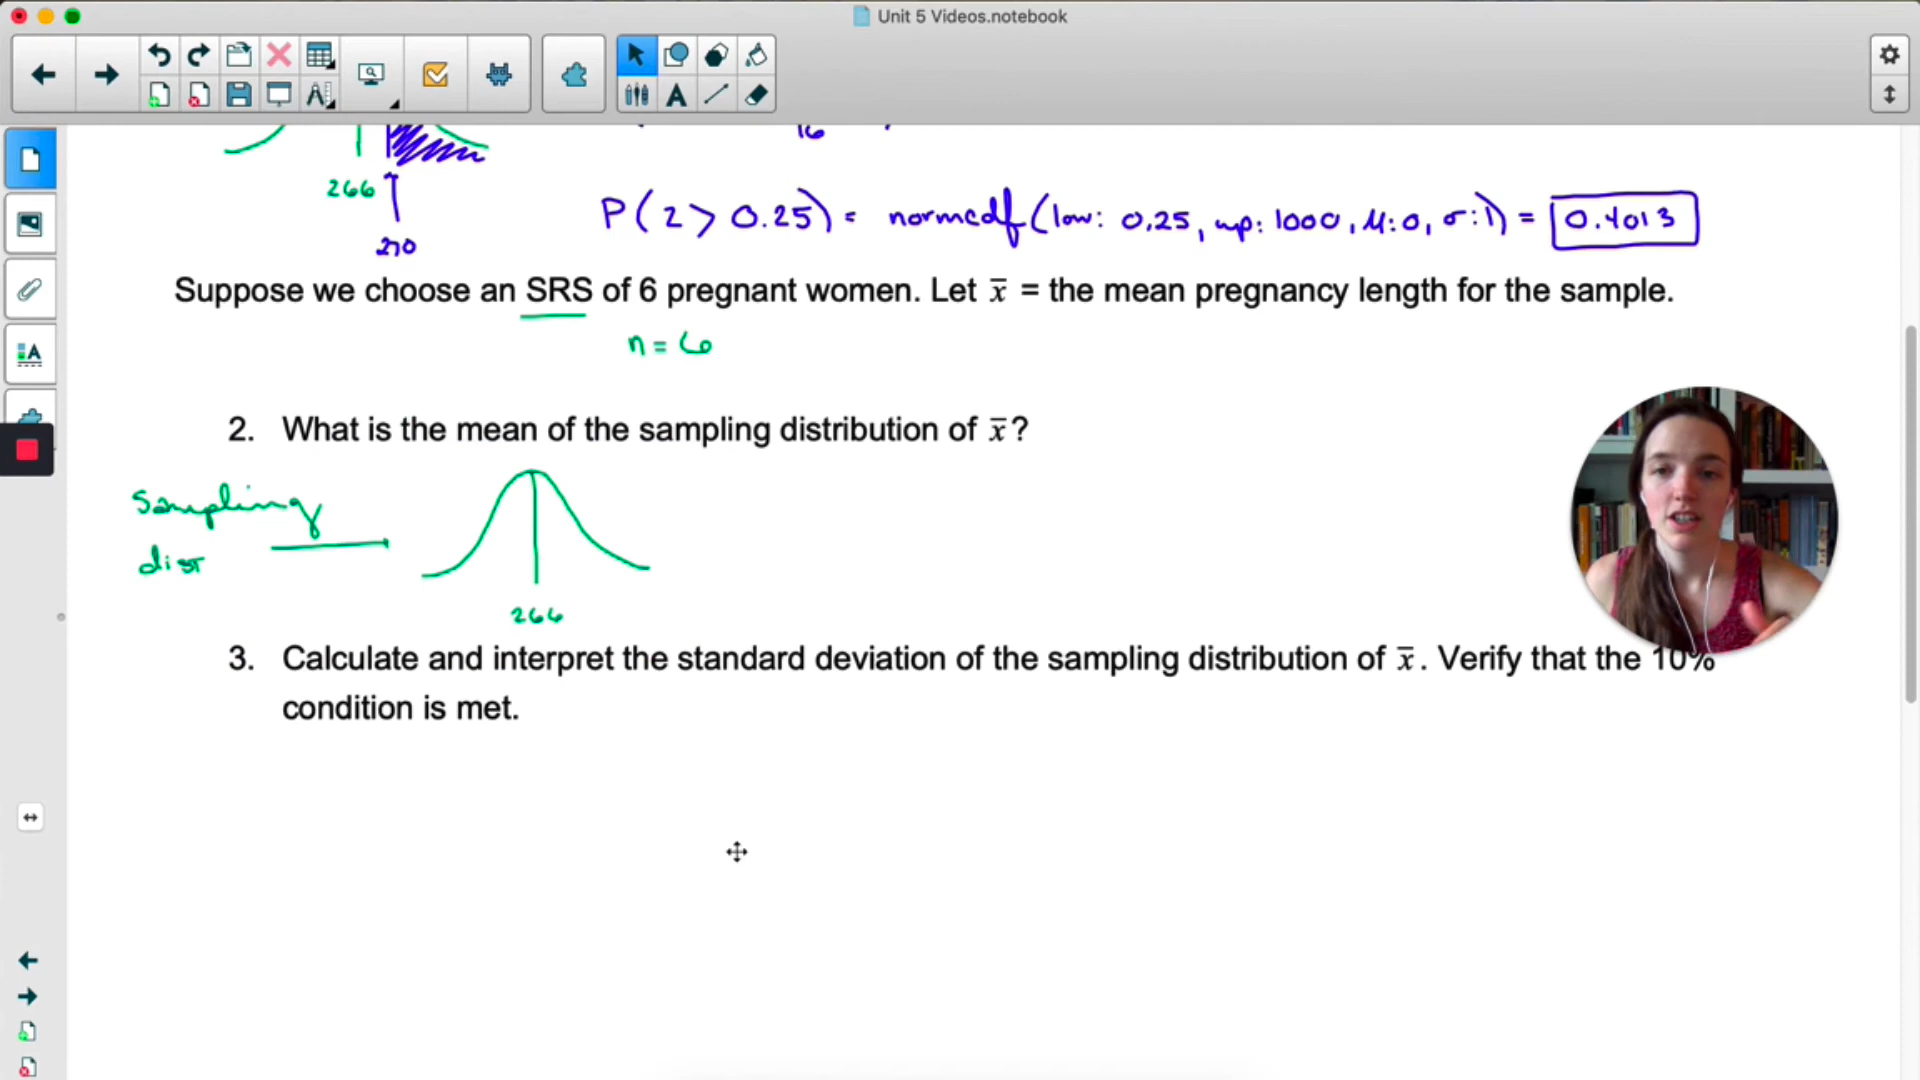 Unit 5 Videos.notebook
16
266
270
P(z > 0.25) = normcdf(low: 0.25, up: 1000, μ: 0, σ: 1) = 0.4013
Suppose we choose an SRS of 6 pregnant women. Let x̅ = the mean pregnancy length for the sample.
n = 6
2. What is the mean of the sampling distribution of x̅?
Sampling
dist
266
3. Calculate and interpret the standard deviation of the sampling distribution of x̅. Verify that the 10%
condition is met.